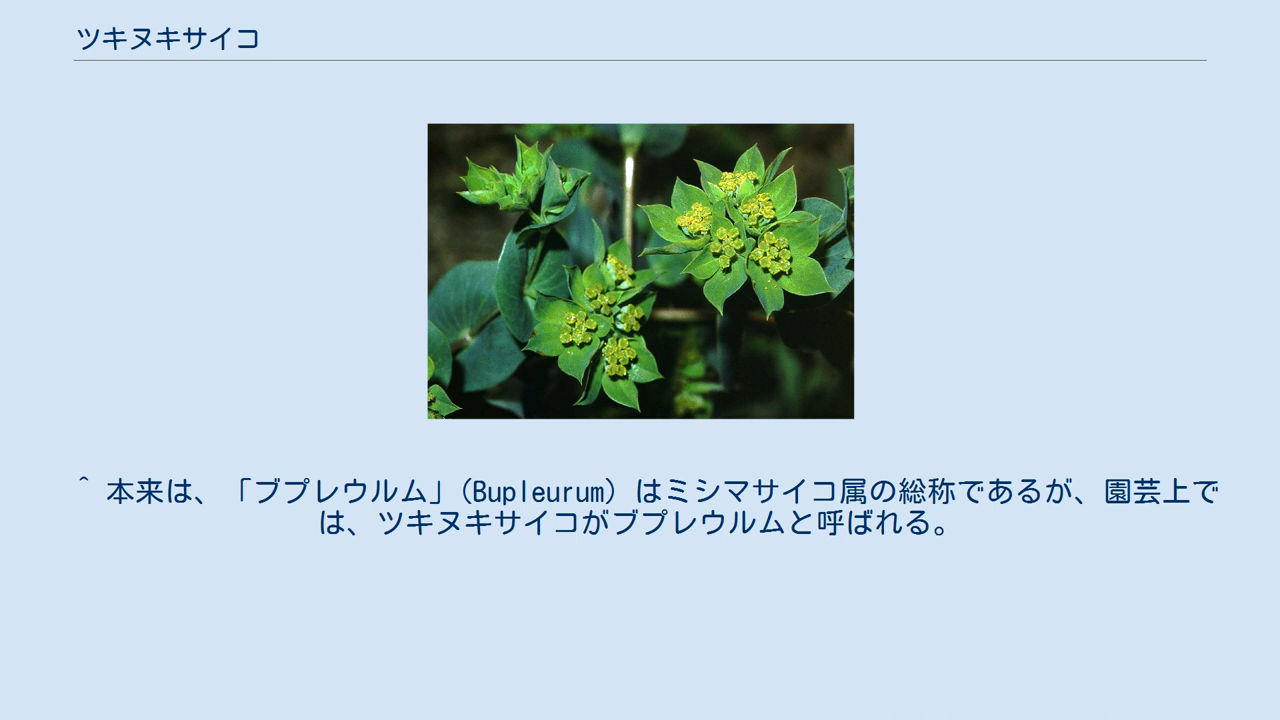 ツキヌキサイコ
^ 本来は、「ブプレウルム」(Bupleurum) はミシマサイコ属の総称であるが、園芸上で
は、ツキヌキサイコがブプレウルムと呼ばれる。